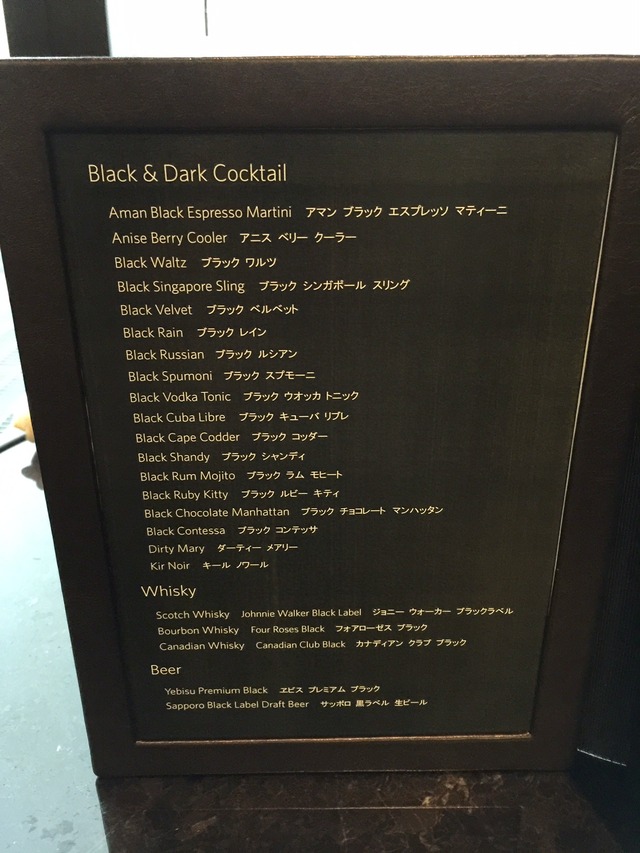 Black & Dark Cocktail
Aman Black Espresso Martini アマン ブラック エスプレッソ マティーニ
Anise Berry Cooler アニス ベリー クーラー
Black Waltz ブラック ワルツ
Black Singapore Sling ブラック シンガポール スリング
Black Velvet ブラック ベルベット
Black Rain ブラック レイン
Black Russian ブラック ルシアン
Black Spumoni ブラック スプモーニ
Black Vodka Tonic ブラック ウオッカ トニック
Black Cuba Libre ブラック キューバ リブレ
Black Cape Codder ブラック コッダー
Black Shandy ブラック シャンディ
Black Rum Mojito ブラック ラム モヒート
Black Ruby Kitty ブラック ルビー キティ
Black Chocolate Manhattan ブラック チョコレート マンハッタン
Black Contessa ブラック コンテッサ
Dirty Mary ダーティー メアリー
Kir Noir キール ノワール
Whisky
Scotch Whisky Johnnie Walker Black Label ジョニー ウォーカー ブラックラベル
Bourbon Whisky Four Roses Black フォアローゼス ブラック
Canadian Whisky Canadian Club Black カナディアン クラブ ブラック
Beer
Yebisu Premium Black ヱビス プレミアム ブラック
Sapporo Black Label Draft Beer サッポロ 黒ラベル 生ビール